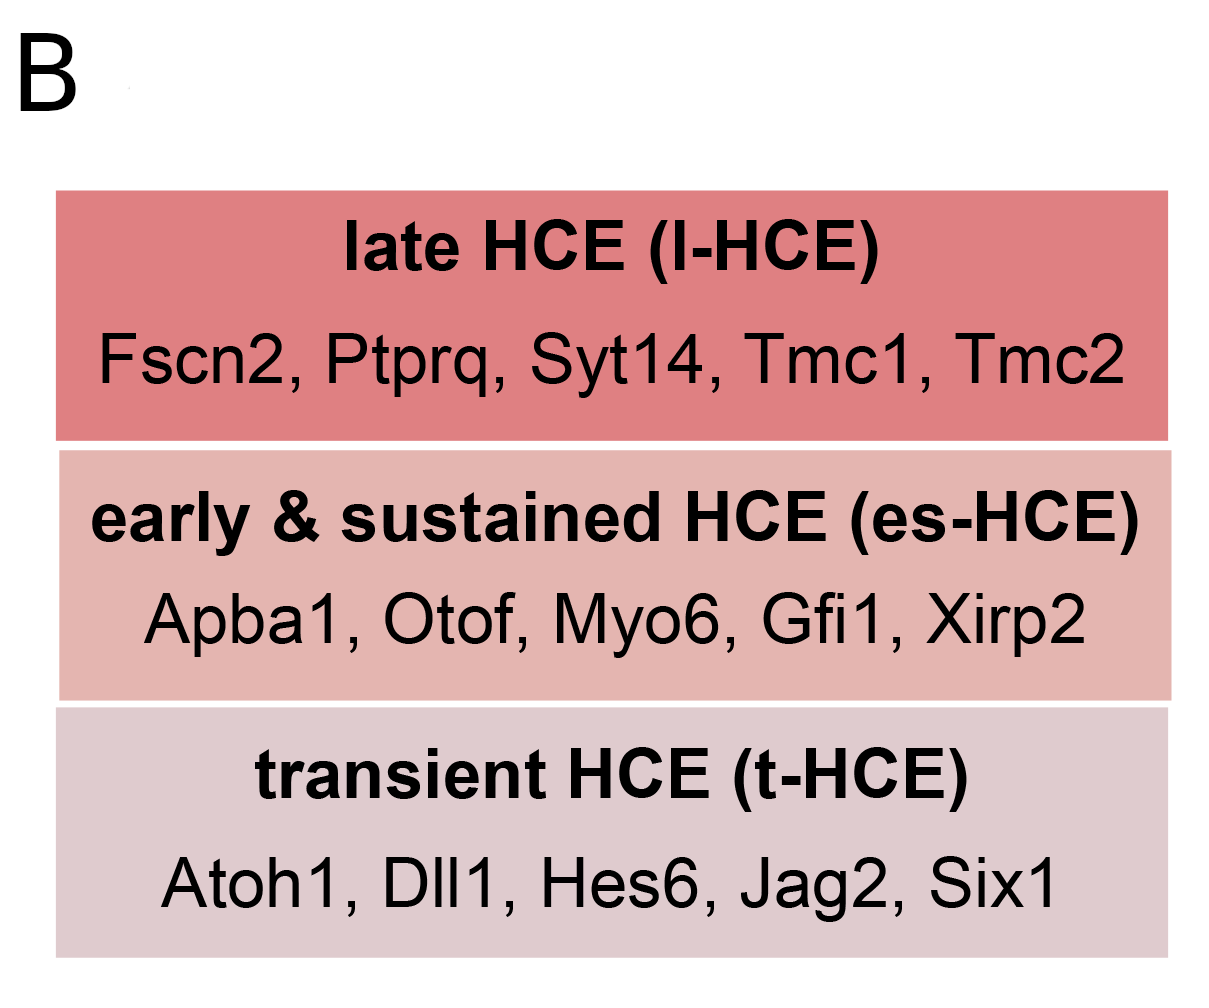 B
late HCE (l-HCE)
Fscn2, Ptprq, Syt14, Tmc1, Tmc2
early & sustained HCE (es-HCE)
Apba1, Otof, Myo6, Gfi1, Xirp2
transient HCE (t-HCE)
Atoh1, Dll1, Hes6, Jag2, Six1